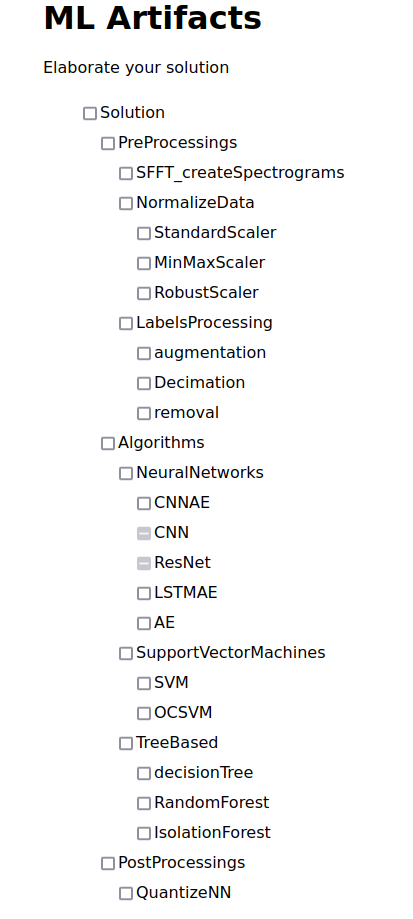 ML Artifacts
Elaborate your solution
Solution
PreProcessings
SFFT_createSpectrograms
NormalizeData
StandardScaler
MinMaxScaler
RobustScaler
LabelsProcessing
augmentation
Decimation
removal
Algorithms
NeuralNetworks
CNNAE
CNN
ResNet
LSTMAE
AE
SupportVectorMachines
SVM
OCSVM
TreeBased
decisionTree
RandomForest
IsolationForest
PostProcessings
QuantizeNN